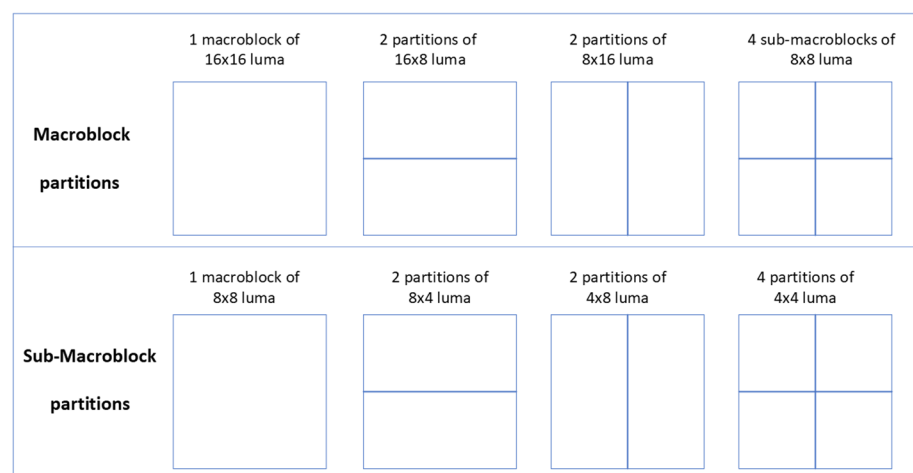 1 macroblock of
16x16 luma
2 partitions of
16x8 luma
2 partitions of
8x16 luma
4 sub-macroblocks of
8x8 luma
Macroblock
partitions
1 macroblock of
8x8 luma
2 partitions of
8x4 luma
2 partitions of
4x8 luma
4 partitions of
4x4 luma
Sub-Macroblock
partitions